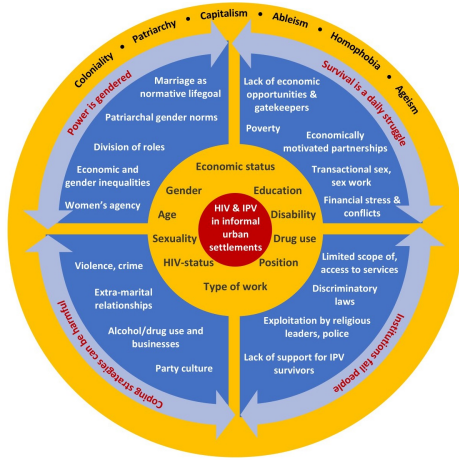 Coloniality • Patriarchy • Capitalism • Ableism • Homophobia • Ageism
Power is gendered
Marriage as
normative lifegoal
Patriarchal gender norms
Division of roles
Economic and
gender inequalities
Women's agency
Survival is a daily struggle
Lack of economic
opportunities &
gatekeepers
Poverty
Economically
motivated partnerships
Transactional sex,
sex work
Financial stress &
conflicts
Economic status
Gender
Education
Age
Disability
Sexuality
Drug use
HIV-status
Position
Type of work
HIV & IPV
in informal
urban
settlements
Coping strategies can be harmful
Violence, crime
Extra-marital
relationships
Alcohol/drug use and
businesses
Party culture
Institutions fail people
Limited scope of,
access to services
Discriminatory
laws
Exploitation by religious
leaders, police
Lack of support for IPV
survivors